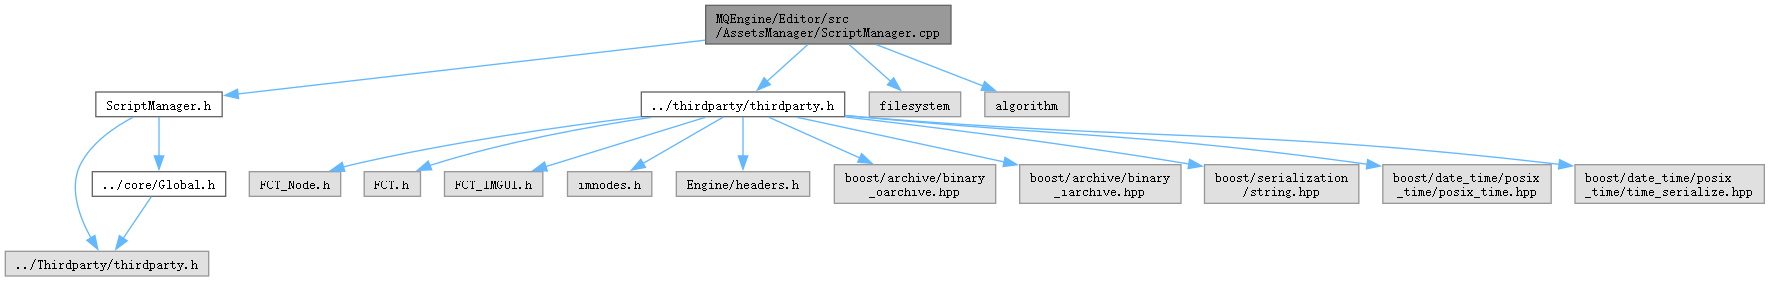 MQEngine/Editor/src
/AssetsManager/ScriptManager.cpp
ScriptManager.h
../thirdparty/thirdparty.h
filesystem
algorithm
../core/Global.h
FCT_Node.h
FCT.h
FCT_IMGUI.h
imnodes.h
Engine/headers.h
boost/archive/binary
_oarchive.hpp
boost/archive/binary
_iarchive.hpp
boost/serialization
/string.hpp
boost/date_time/posix
_time/posix_time.hpp
boost/date_time/posix
_time/time_serialize.hpp
../Thirdparty/thirdparty.h